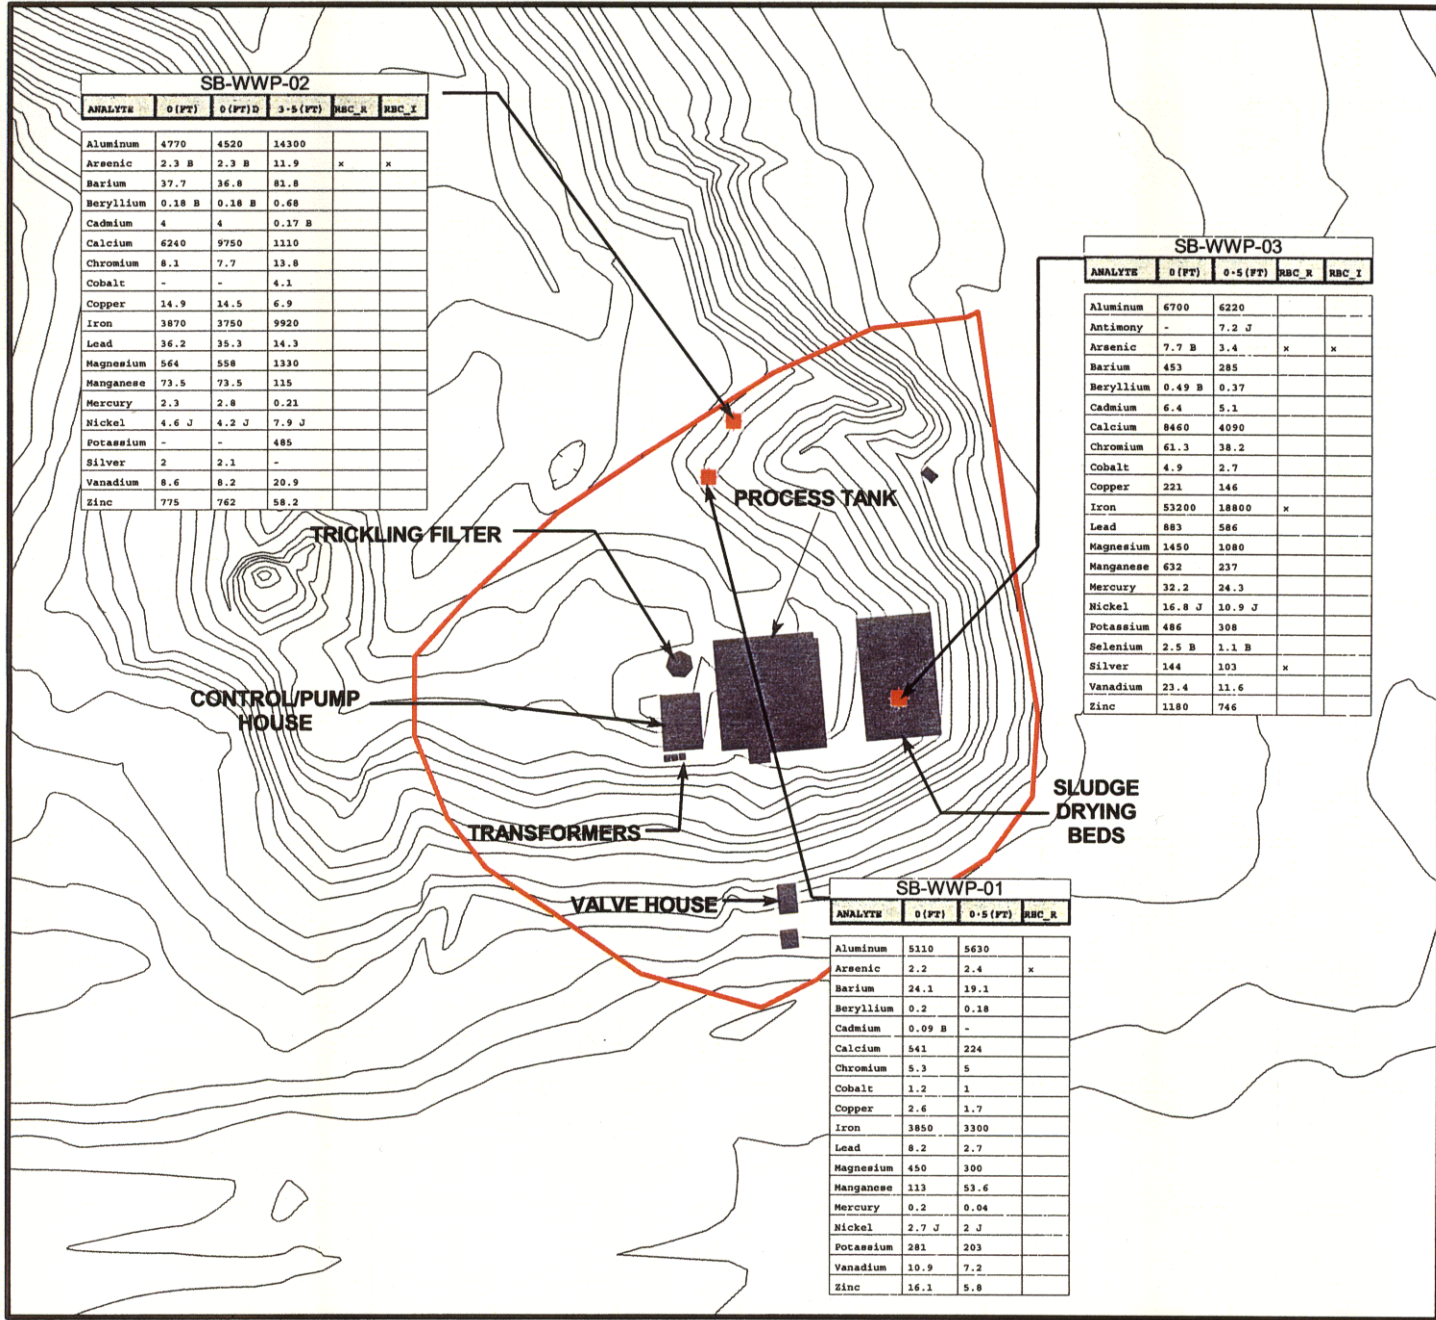 SB-WWP-02
ANALYTE 0(FT) 0(FT)D 3-5(FT) RBC_R RBC_I
Aluminum 4770 4520 14300
Arsenic 2.3 B 2.3 B 11.9 x x
Barium 37.7 36.8 81.8
Beryllium 0.18 B 0.18 B 0.68
Cadmium 4 4 0.17 B
Calcium 6240 9750 1110
Chromium 8.1 7.7 13.8
Cobalt - - 4.1
Copper 14.9 14.5 6.9
Iron 3870 3750 9920
Lead 36.2 35.3 14.3
Magnesium 564 558 1330
Manganese 73.5 73.5 115
Mercury 2.3 2.8 0.21
Nickel 4.6 J 4.2 J 7.9 J
Potassium - - 485
Silver 2 2.1 -
Vanadium 8.6 8.2 20.9
Zinc 775 762 58.2
SB-WWP-03
ANALYTE 0(FT) 0-5(FT) RBC_R RBC_I
Aluminum 6700 6220
Antimony - 7.2 J
Arsenic 7.7 B 3.4 x x
Barium 453 285
Beryllium 0.49 B 0.37
Cadmium 6.4 5.1
Calcium 8460 4090
Chromium 61.3 38.2
Cobalt 4.9 2.7
Copper 221 146
Iron 53200 18800 x
Lead 883 586
Magnesium 1450 1080
Manganese 632 237
Mercury 32.2 24.3
Nickel 16.8 J 10.9 J
Potassium 486 308
Selenium 2.5 B 1.1 B
Silver 144 103 x
Vanadium 23.4 11.6
Zinc 1180 746
PROCESS TANK
TRICKLING FILTER
CONTROL/PUMP
HOUSE
TRANSFORMERS
SLUDGE
DRYING
BEDS
VALVE HOUSE
SB-WWP-01
ANALYTE 0(FT) 0-5(FT) RBC_R
Aluminum 5110 5630
Arsenic 2.2 2.4 x
Barium 24.1 19.1
Beryllium 0.2 0.18
Cadmium 0.09 B -
Calcium 541 224
Chromium 5.3 5
Cobalt 1.2 1
Copper 2.6 1.7
Iron 3850 3300
Lead 8.2 2.7
Magnesium 450 300
Manganese 113 53.6
Mercury 0.2 0.04
Nickel 2.7 J 2 J
Potassium 281 203
Vanadium 10.9 7.2
Zinc 16.1 5.8